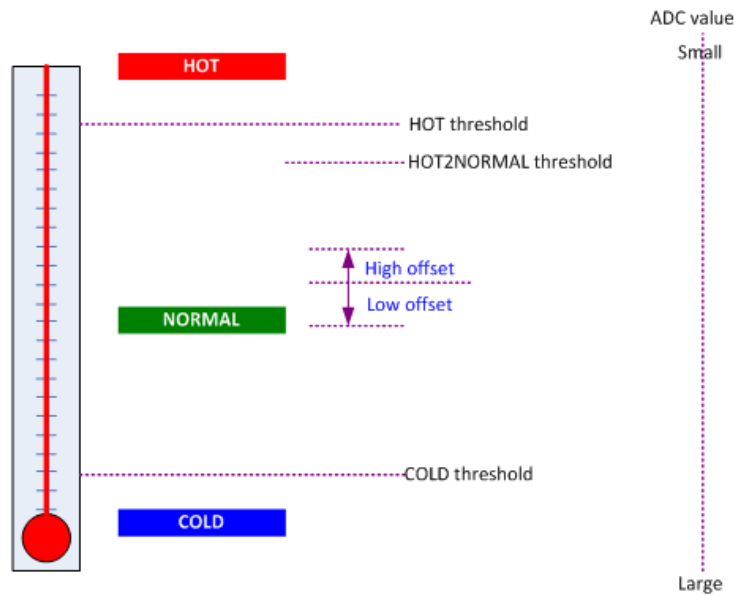 ADC value
Small
HOT
HOT threshold
HOT2NORMAL threshold
High offset
Low offset
NORMAL
COLD threshold
COLD
Large